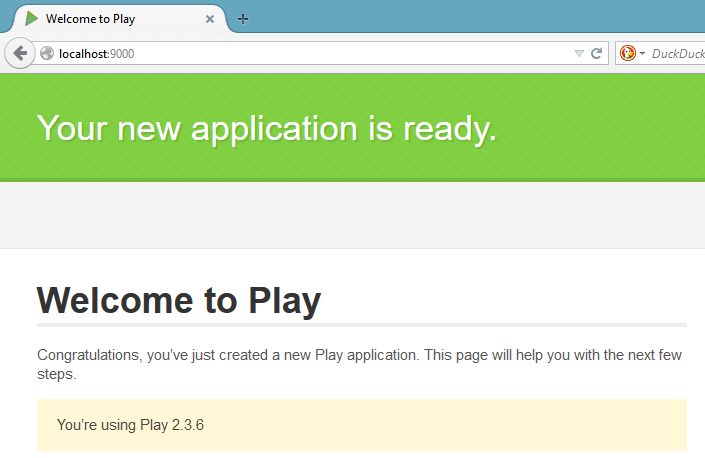 Welcome to Play
localhost:9000
DuckDuck
Your new application is ready.
Welcome to Play
Congratulations, you've just created a new Play application. This page will help you with the next few
steps.
You're using Play 2.3.6